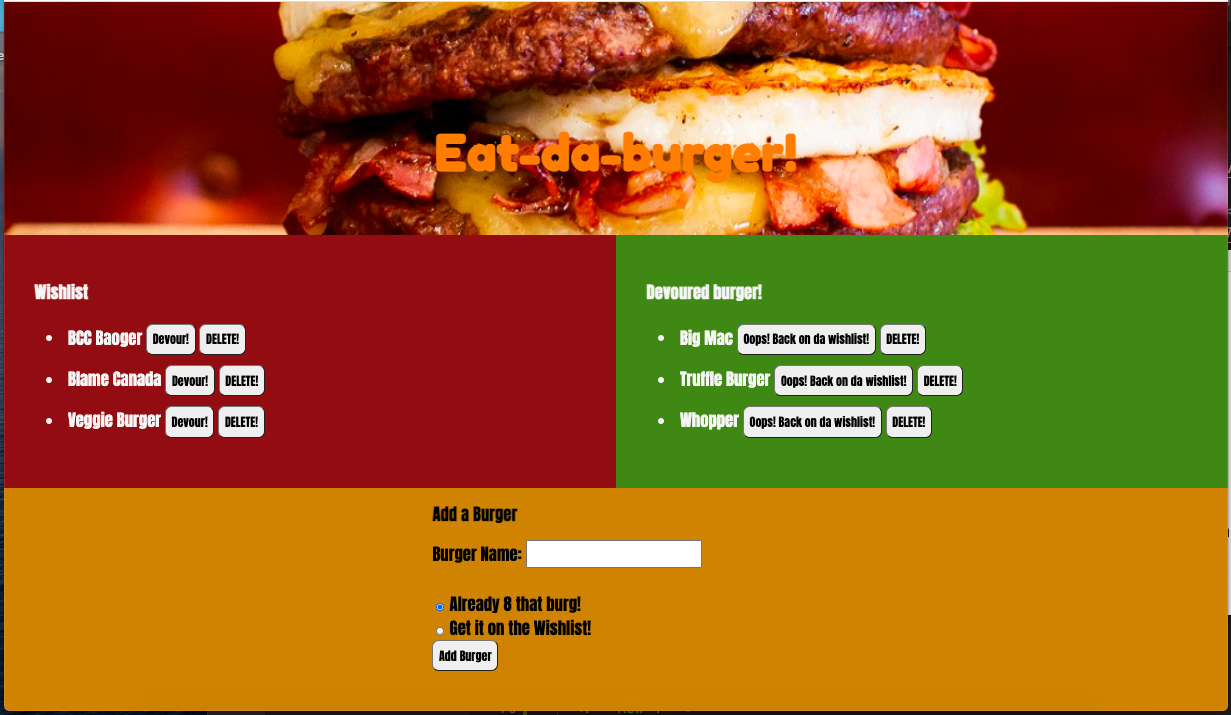 Eat-da-burger!
Wishlist
BCC Baoger Devour! DELETE!
Blame Canada Devour! DELETE!
Veggie Burger Devour! DELETE!
Devoured burger!
Big Mac Oops! Back on da wishlist! DELETE!
Truffle Burger Oops! Back on da wishlist! DELETE!
Whopper Oops! Back on da wishlist! DELETE!
Add a Burger
Burger Name:
Already 8 that burg!
Get it on the Wishlist!
Add Burger